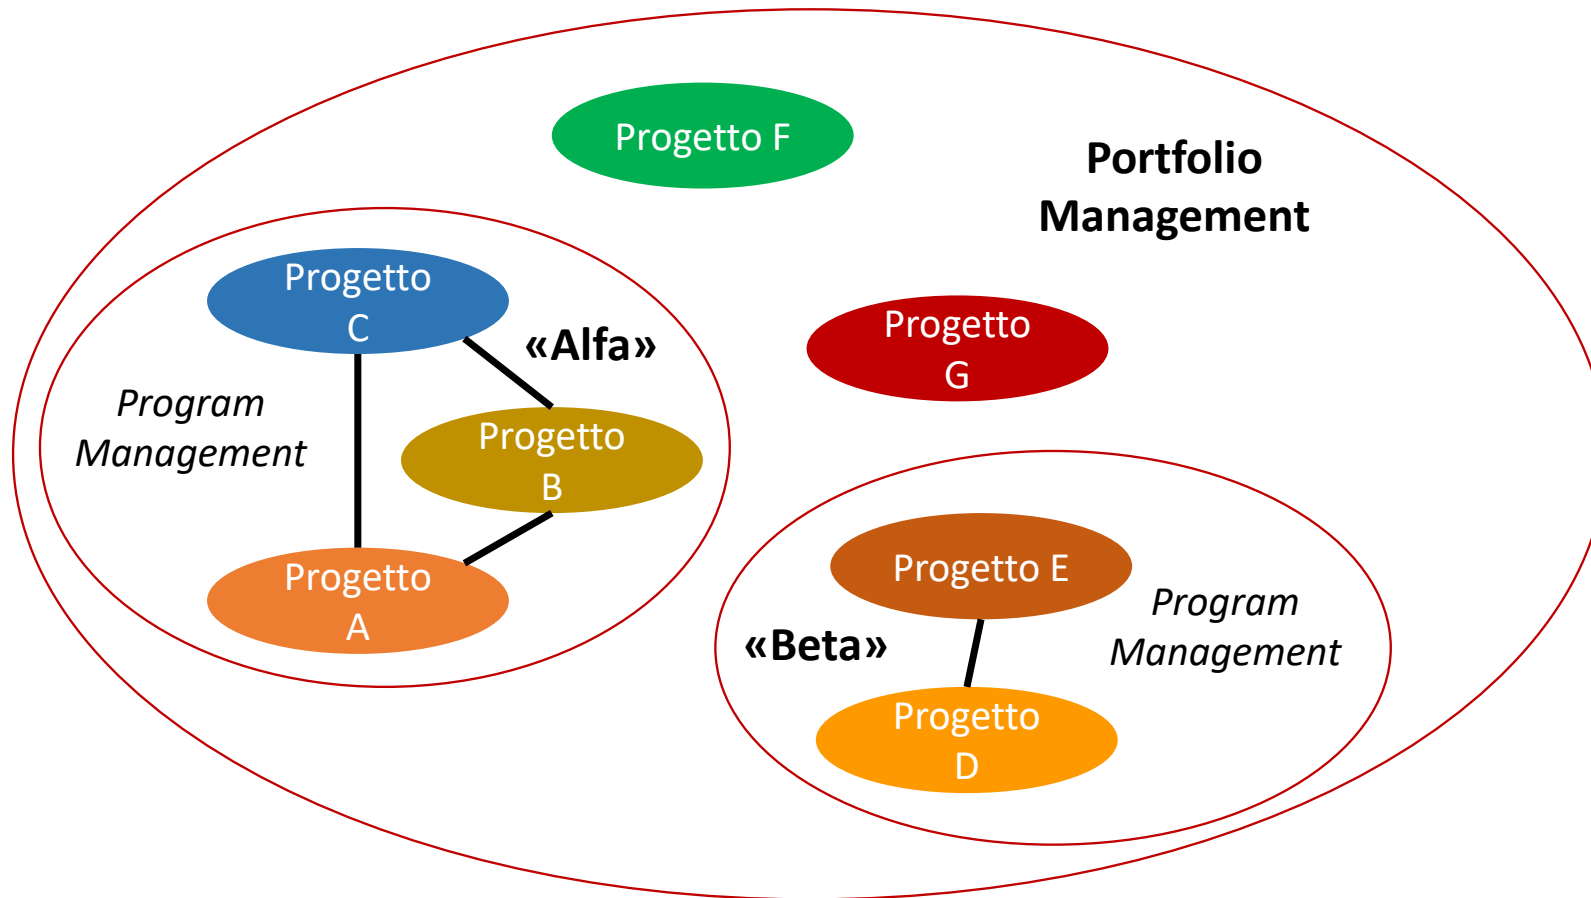 Progetto F
Portfolio
Management
Progetto
C
«Alfa»
Program
Management
Progetto
B
Progetto
A
Progetto
G
Progetto E
«Beta»
Program
Management
Progetto
D